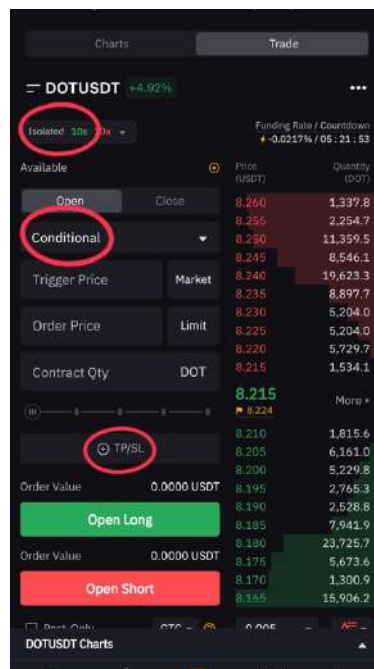 Charts Trade
DOTUSDT +4.92%
Isolated 10x 10x
Funding Rate / Countdown
-0.0217% / 05 : 21 : 53
Available
Price (USDT) Quantity (DOT)
Open Close
Conditional
Trigger Price Market
Order Price Limit
Contract Qty DOT
TP/SL
Order Value 0.0000 USDT
Open Long
Order Value 0.0000 USDT
Open Short
8.260 1,337.8
8.255 2,254.7
8.250 11,359.5
8.245 8,546.1
8.240 19,623.3
8.235 8,897.7
8.230 5,204.0
8.225 5,204.0
8.220 5,729.7
8.215 1,534.1
8.215
8.224
More
8.210 1,815.6
8.205 6,161.0
8.200 5,229.8
8.195 2,765.3
8.190 2,528.8
8.185 7,941.9
8.180 23,725.7
8.175 5,673.6
8.170 1,300.9
8.165 15,906.2
Post-Only GTC 0.005
DOTUSDT Charts